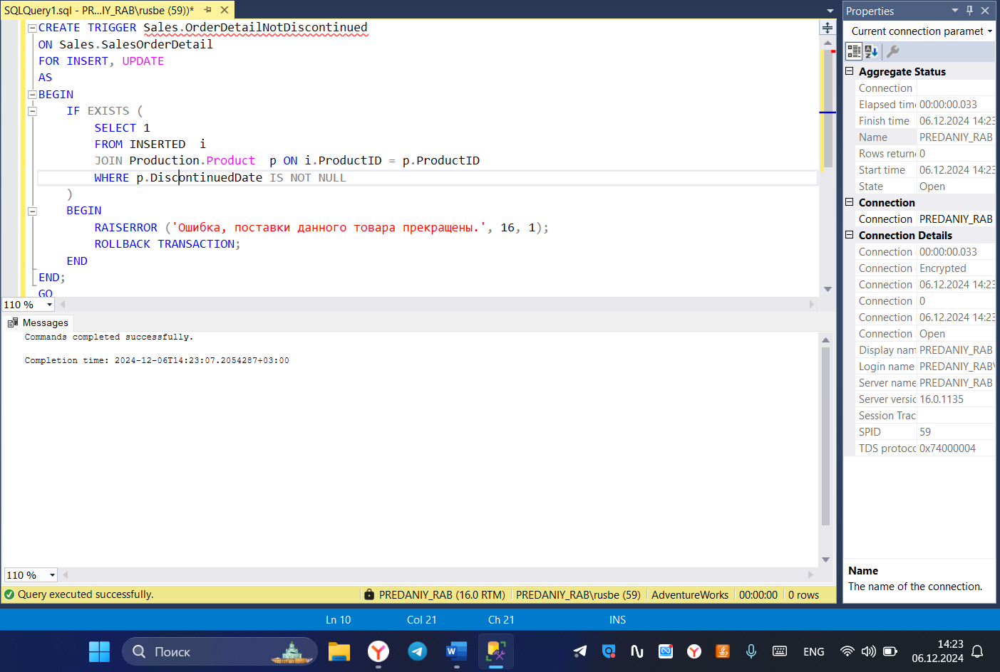 SQLQuery1.sql - PR...IY_RAB\rusbe (59))*
CREATE TRIGGER Sales.OrderDetailNotDiscontinued
ON Sales.SalesOrderDetail
FOR INSERT, UPDATE
AS
BEGIN
IF EXISTS (
SELECT 1
FROM INSERTED  i
JOIN Production.Product  p ON i.ProductID = p.ProductID
WHERE p.DiscontinuedDate IS NOT NULL
)
BEGIN
RAISERROR ('Ошибка, поставки данного товара прекращены.', 16, 1);
ROLLBACK TRANSACTION;
END
END;
GO
110 %
Messages
Commands completed successfully.
Completion time: 2024-12-06T14:23:07.2054287+03:00
110 %
Query executed successfully.
PREDANIY_RAB (16.0 RTM)
PREDANIY_RAB\rusbe (59)
AdventureWorks
00:00:00
0 rows
Properties
Current connection paramet
Aggregate Status
Connection
Elapsed time 00:00:00.033
Finish time 06.12.2024 14:23
Name PREDANIY_RAB
Rows returne 0
Start time 06.12.2024 14:23
State Open
Connection
Connection PREDANIY_RAB
Connection Details
Connection 00:00:00.033
Connection Encrypted
Connection 06.12.2024 14:23
Connection 0
Connection 06.12.2024 14:23
Connection Open
Display nam PREDANIY_RAB
Login name PREDANIY_RAB\
Server name PREDANIY_RAB
Server versic 16.0.1135
Session Trac
SPID 59
TDS protocc 0x74000004
Name
The name of the connection.
Ln 10
Col 21
Ch 21
INS
Поиск
ENG
14:23
06.12.2024